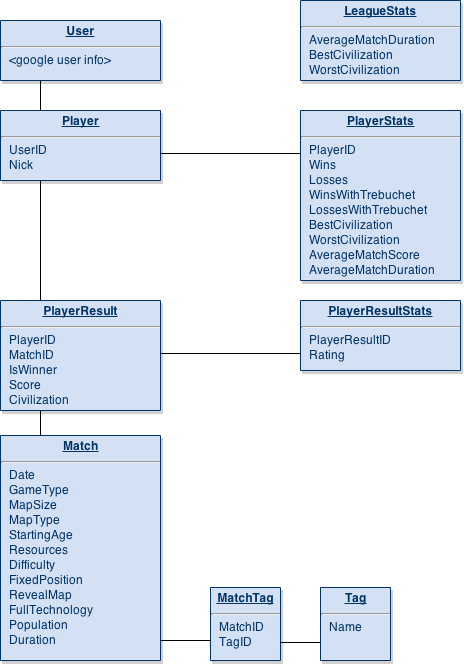 User
<google user info>
LeagueStats
AverageMatchDuration
BestCivilization
WorstCivilization
Player
UserID
Nick
PlayerStats
PlayerID
Wins
Losses
WinsWithTrebuchet
LossesWithTrebuchet
BestCivilization
WorstCivilization
AverageMatchScore
AverageMatchDuration
PlayerResult
PlayerID
MatchID
IsWinner
Score
Civilization
PlayerResultStats
PlayerResultID
Rating
Match
Date
GameType
MapSize
MapType
StartingAge
Resources
Difficulty
FixedPosition
RevealMap
FullTechnology
Population
Duration
MatchTag
MatchID
TagID
Tag
Name